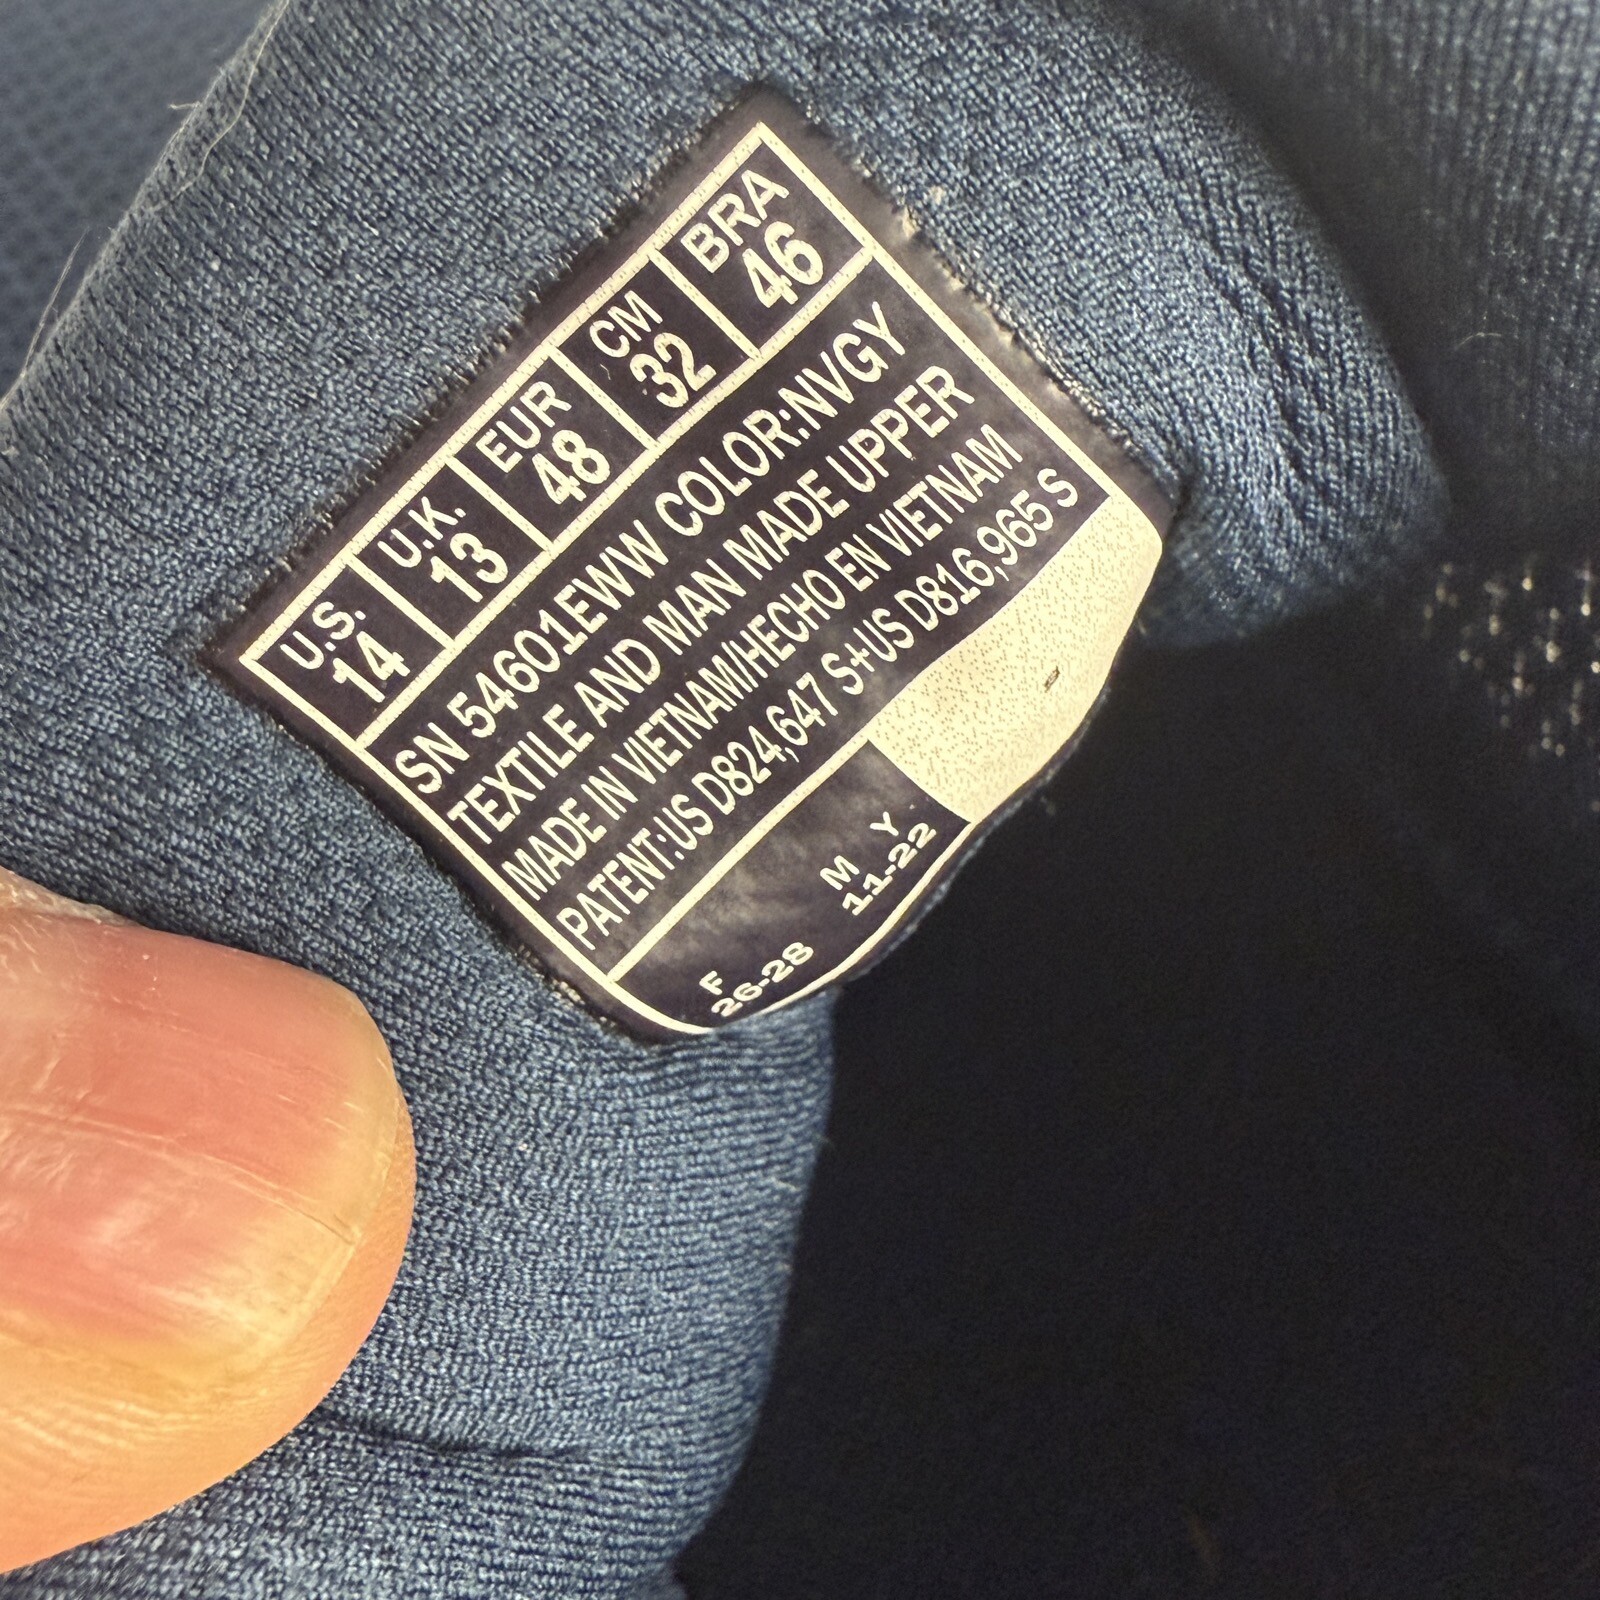 U.S. U.K. EUR CM BRA
14 13 48 32 46
SN 54601EWW COLOR:NVGY
TEXTILE AND MAN MADE UPPER
MADE IN VIETNAM/HECHO EN VIETNAM
PATENT:US D824,647 S+US D816,965 S
F M Y
26-28 11-22